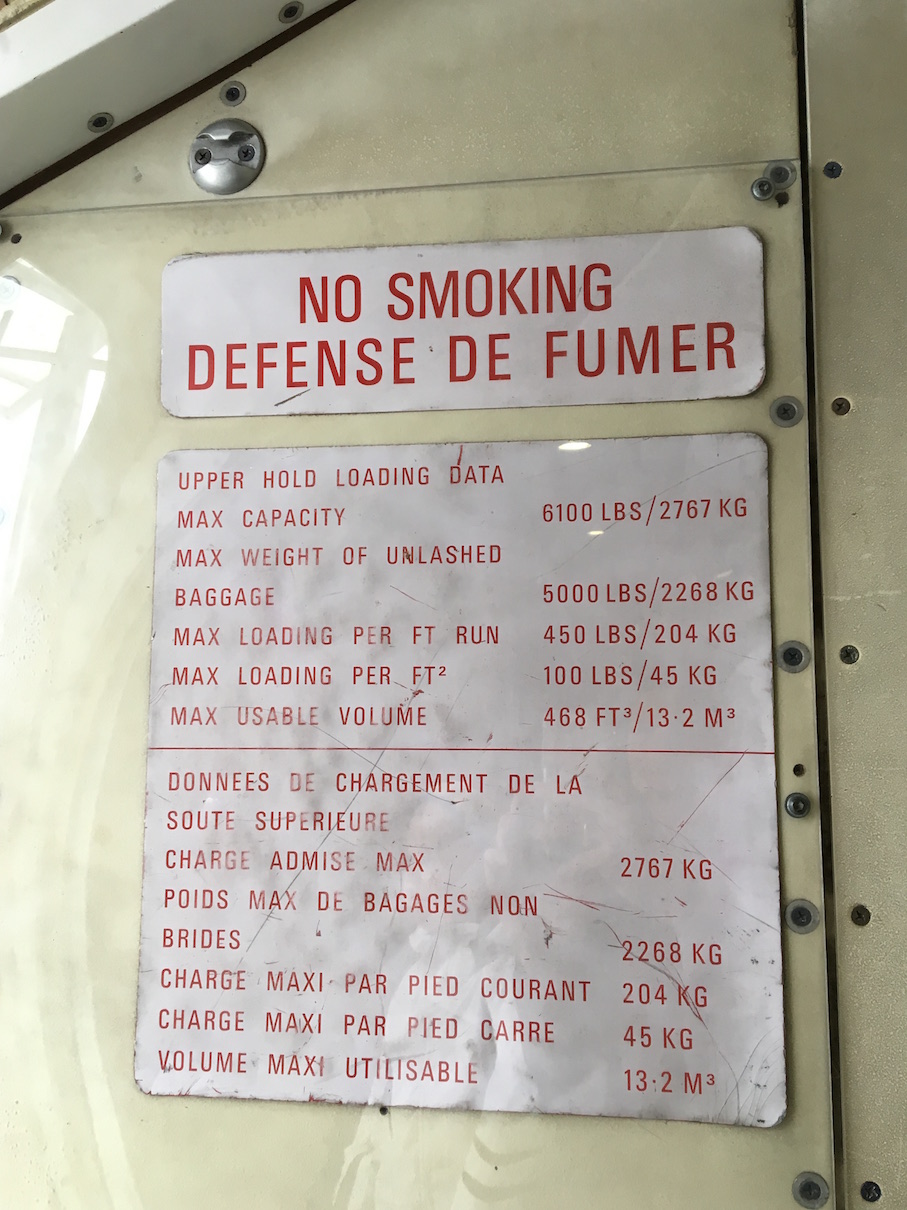 NO SMOKING
DEFENSE DE FUMER
UPPER HOLD LOADING DATA
MAX CAPACITY 6100 LBS/2767 KG
MAX WEIGHT OF UNLASHED
BAGGAGE 5000 LBS/2268 KG
MAX LOADING PER FT RUN 450 LBS/204 KG
MAX LOADING PER FT² 100 LBS/45 KG
MAX USABLE VOLUME 468 FT³/13·2 M³
DONNEES DE CHARGEMENT DE LA
SOUTE SUPERIEURE
CHARGE ADMISE MAX 2767 KG
POIDS MAX DE BAGAGES NON
BRIDES 2268 KG
CHARGE MAXI PAR PIED COURANT 204 KG
CHARGE MAXI PAR PIED CARRE 45 KG
VOLUME MAXI UTILISABLE 13·2 M³